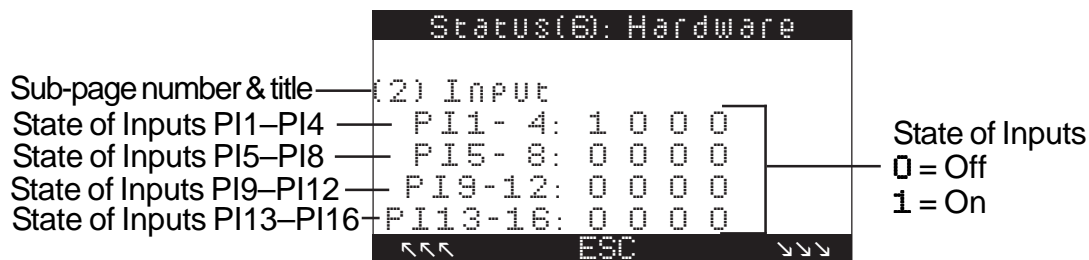 Status(6): Hardware
Sub-page number & title
(2) Input
State of Inputs PI1–PI4
PI1- 4: 1 0 0 0
State of Inputs PI5–PI8
PI5- 8: 0 0 0 0
State of Inputs PI9–PI12
PI9-12: 0 0 0 0
State of Inputs PI13–PI16
PI13-16: 0 0 0 0
State of Inputs
0 = Off
1 = On
↖↖↖ ESC ↘↘↘